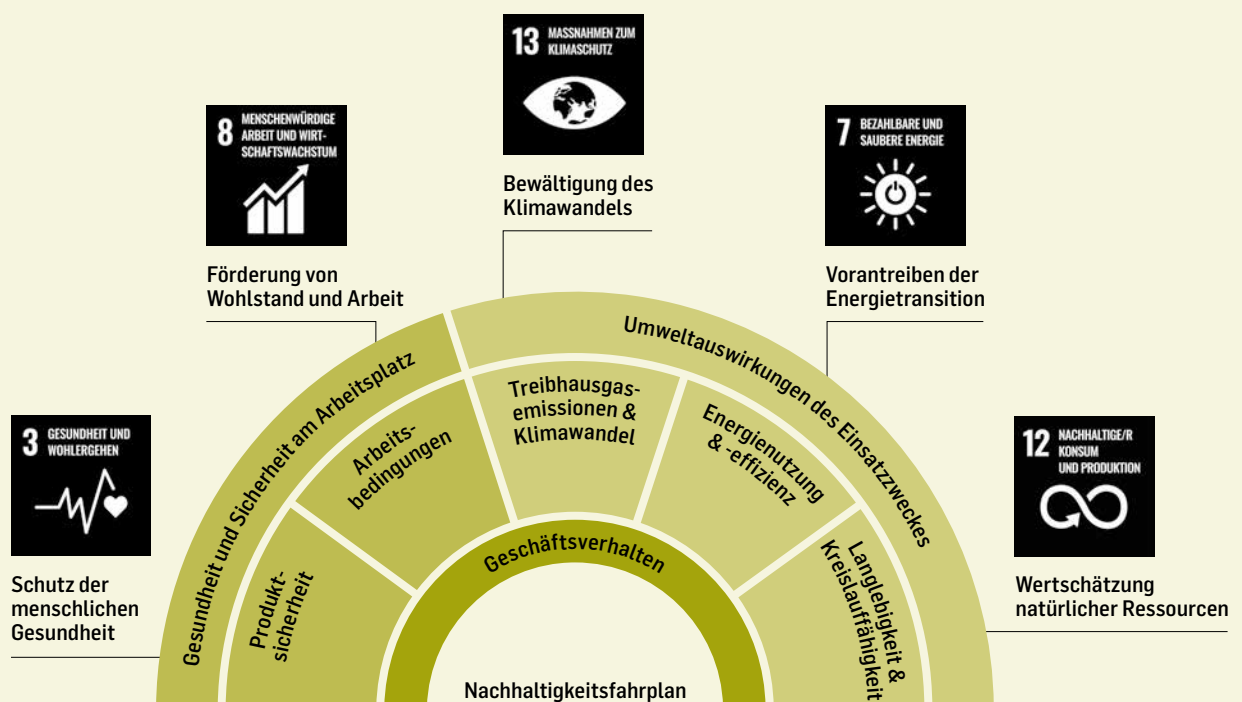 13 MASSNAHMEN ZUM
KLIMASCHUTZ
Bewältigung des
Klimawandels
8 MENSCHENWÜRDIGE
ARBEIT UND WIRT-
SCHAFTSWACHSTUM
Förderung von
Wohlstand und Arbeit
7 BEZAHLBARE UND
SAUBERE ENERGIE
Vorantreiben der
Energietransition
3 GESUNDHEIT UND
WOHLERGEHEN
Schutz der
menschlichen
Gesundheit
12 NACHHALTIGE/R
KONSUM
UND PRODUKTION
Wertschätzung
natürlicher Ressourcen
Gesundheit und Sicherheit am Arbeitsplatz
Umweltauswirkungen des Einsatzzweckes
Produkt-
sicherheit
Arbeits-
bedingungen
Treibhausgas-
emissionen &
Klimawandel
Energienutzung
& -effizienz
Langlebigkeit &
Kreislauffähigkeit
Geschäftsverhalten
Nachhaltigkeitsfahrplan